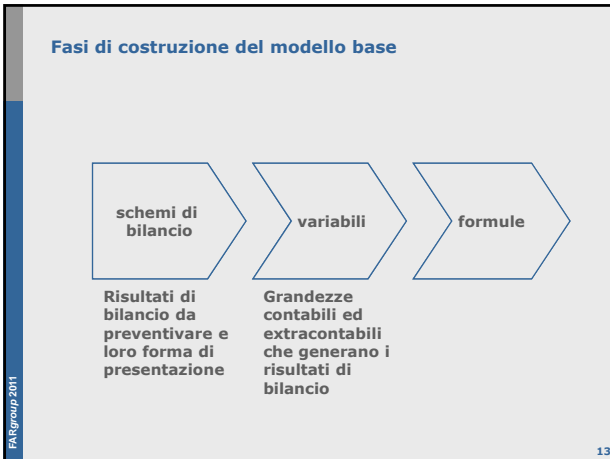 Fasi di costruzione del modello base
schemi di
bilancio
variabili
formule
Risultati di
bilancio da
preventivare e
loro forma di
presentazione
Grandezze
contabili ed
extracontabili
che generano i
risultati di
bilancio
FARgroup 2011
13